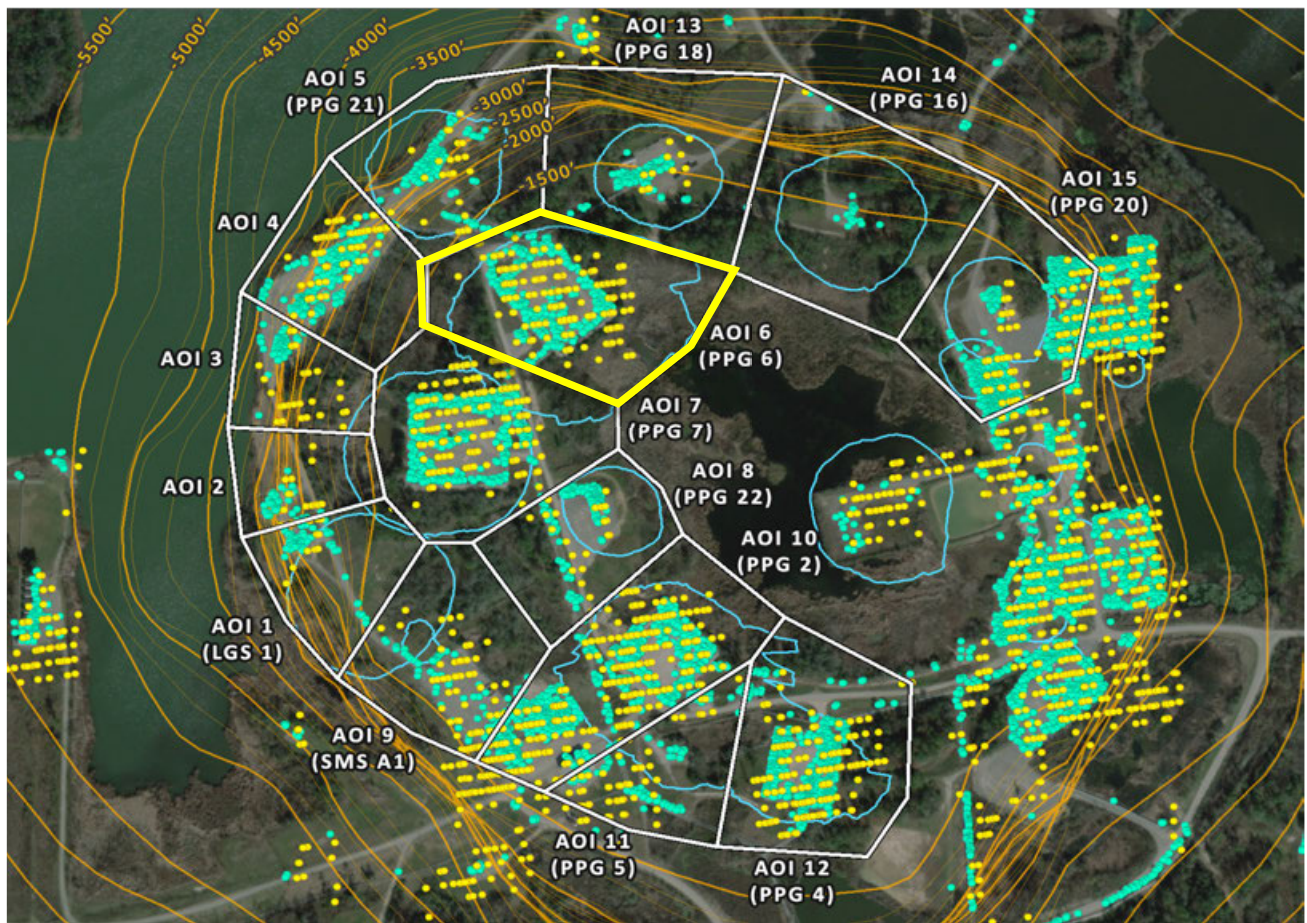 -5500'
-5000'
-4500'
-4000'
-3500'
AOI 13
(PPG 18)
AOI 5
(PPG 21)
AOI 14
(PPG 16)
-3000'
-2500'
-2000'
-1500'
AOI 15
(PPG 20)
AOI 4
AOI 3
AOI 6
(PPG 6)
AOI 7
(PPG 7)
AOI 8
(PPG 22)
AOI 2
AOI 10
(PPG 2)
AOI 1
(LGS 1)
AOI 9
(SMS A1)
AOI 11
(PPG 5)
AOI 12
(PPG 4)